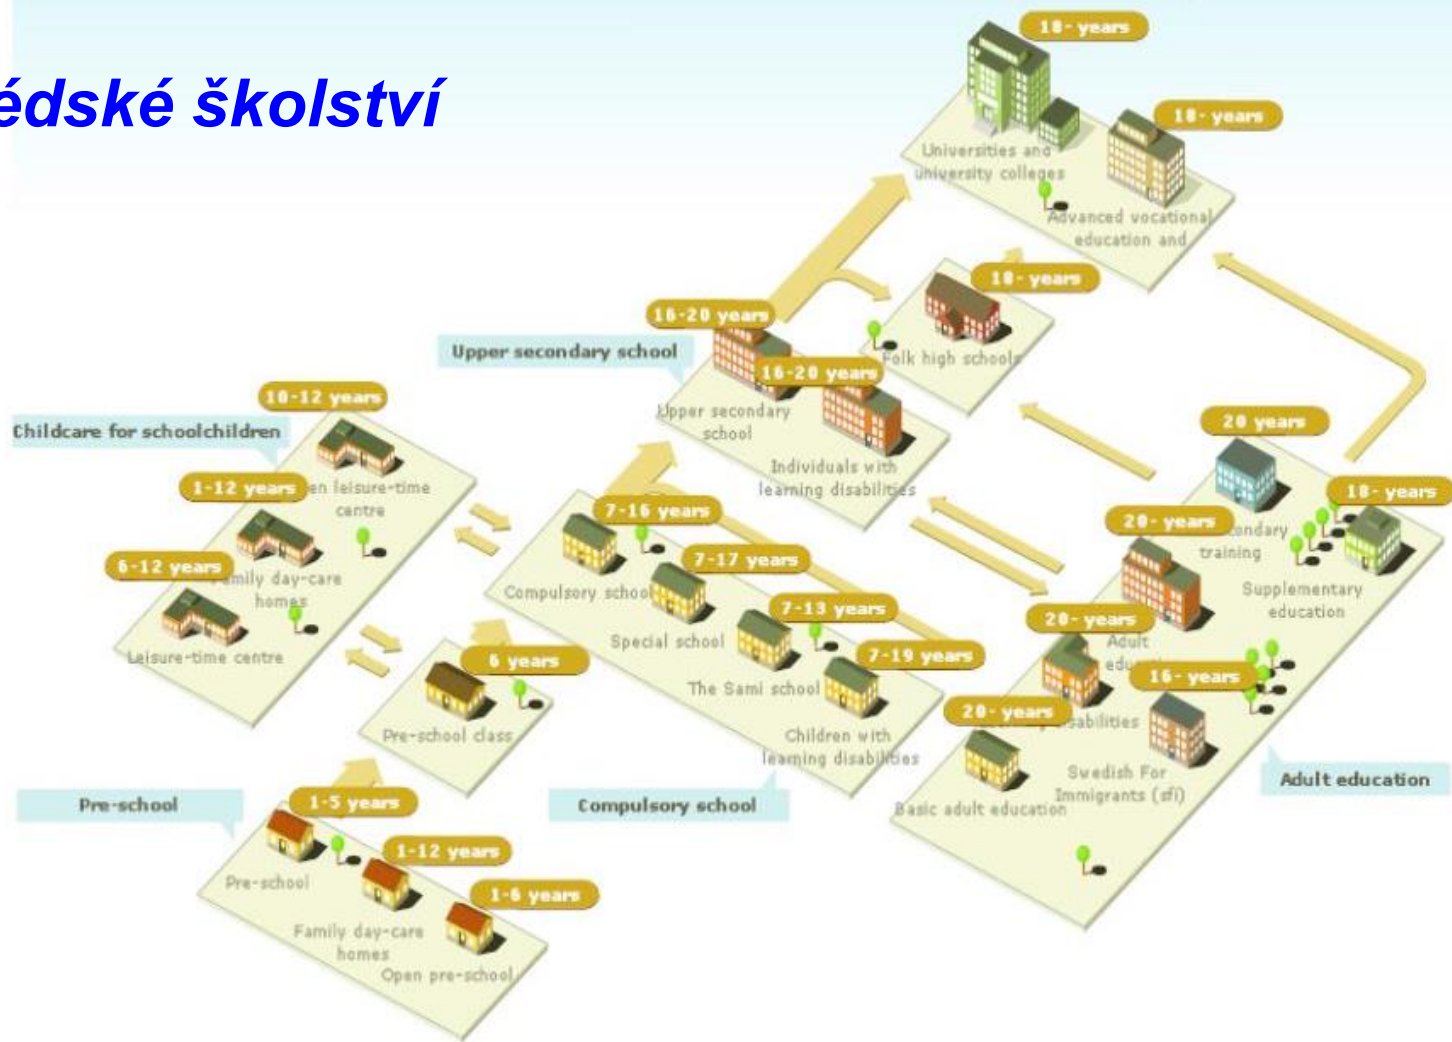 édské školství
18- years
18- years
Universities and
university colleges
Advanced vocational
education and
18- years
Folk high schools
16-20 years
Upper secondary school
16-20 years
Upper secondary
school
Individuals with
learning disabilities
10-12 years
Childcare for schoolchildren
en leisure-time
centre
1-12 years
Family day-care
homes
6-12 years
Leisure-time centre
7-16 years
Compulsory school
7-17 years
Special school
7-13 years
The Sami school
7-19 years
Children with
learning disabilities
Compulsory school
6 years
Pre-school class
Pre-school
1-5 years
Pre-school
1-12 years
Family day-care
homes
1-6 years
Open pre-school
20 years
ondary
training
18- years
Supplementary
education
20- years
Adult
20- years
sabilities
16- years
Swedish For
Immigrants (sfi)
20- years
Basic adult education
Adult education